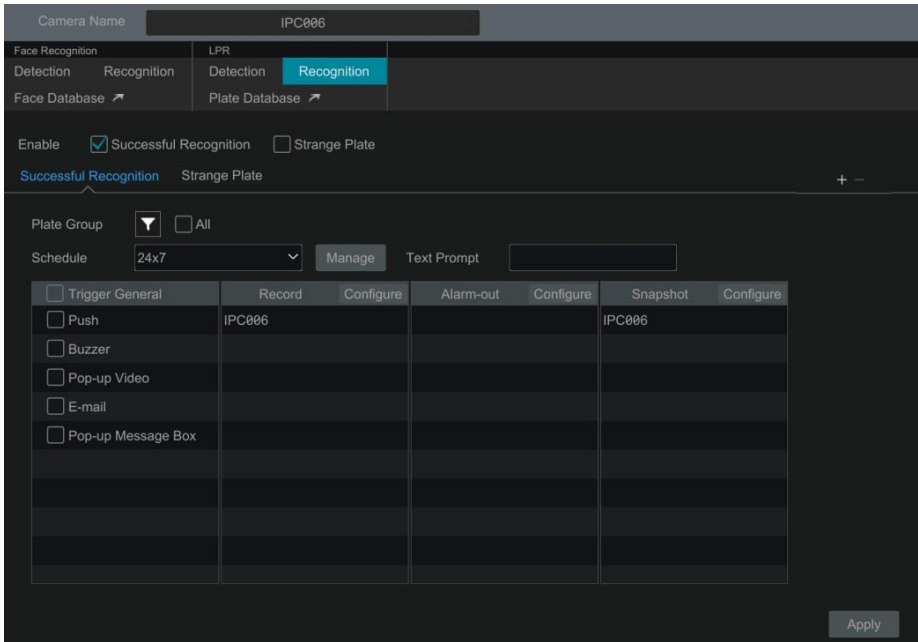 Camera Name IPC006
Face Recognition LPR
Detection Recognition Detection Recognition
Face Database Plate Database
Enable Successful Recognition Strange Plate
Successful Recognition Strange Plate + −
Plate Group All
Schedule 24x7 Manage Text Prompt
Trigger General Record Configure Alarm-out Configure Snapshot Configure
Push IPC006 IPC006
Buzzer
Pop-up Video
E-mail
Pop-up Message Box
Apply